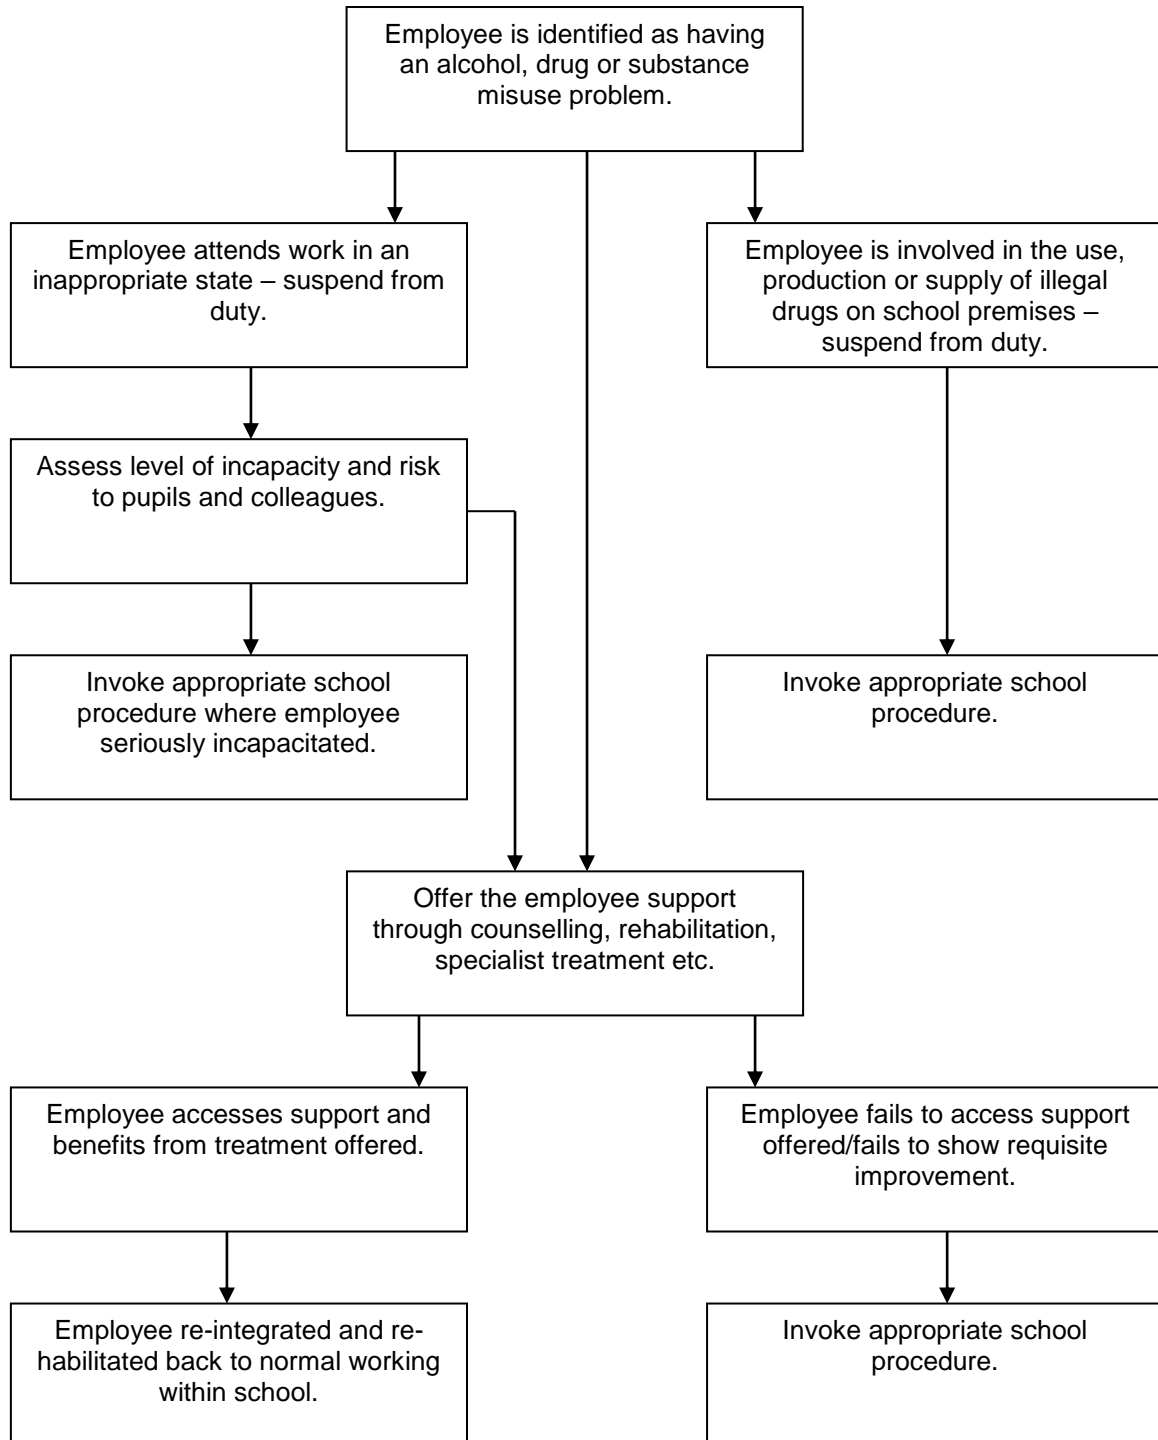 Employee is identified as having
an alcohol, drug or substance
misuse problem.
Employee attends work in an
inappropriate state – suspend from
duty.
Employee is involved in the use,
production or supply of illegal
drugs on school premises –
suspend from duty.
Assess level of incapacity and risk
to pupils and colleagues.
Invoke appropriate school
procedure where employee
seriously incapacitated.
Invoke appropriate school
procedure.
Offer the employee support
through counselling, rehabilitation,
specialist treatment etc.
Employee accesses support and
benefits from treatment offered.
Employee fails to access support
offered/fails to show requisite
improvement.
Employee re-integrated and re-
habilitated back to normal working
within school.
Invoke appropriate school
procedure.